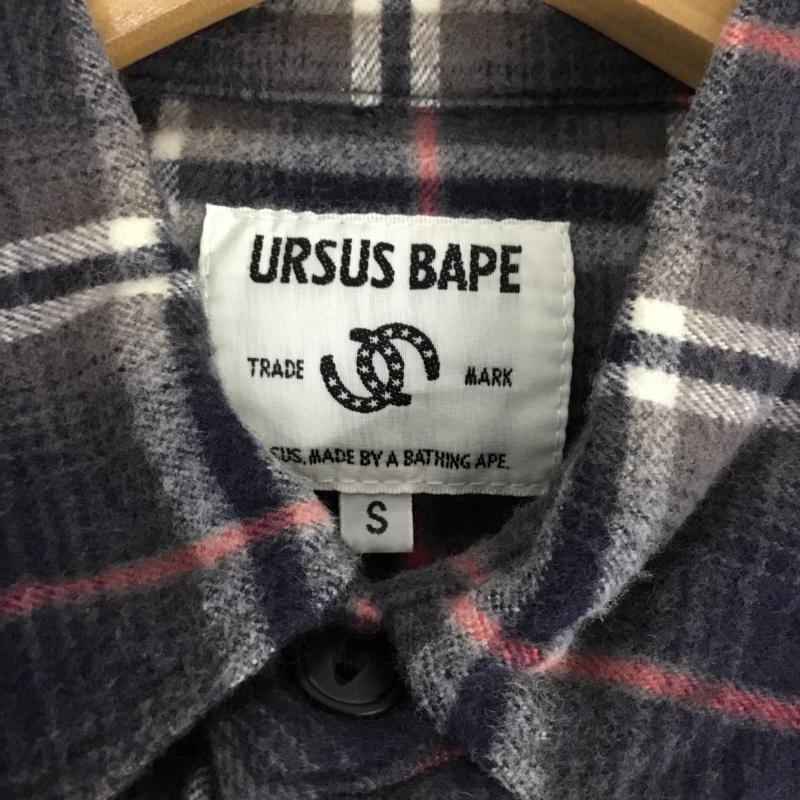 URSUS BAPE
TRADE MARK
MADE BY A BATHING APE.
S